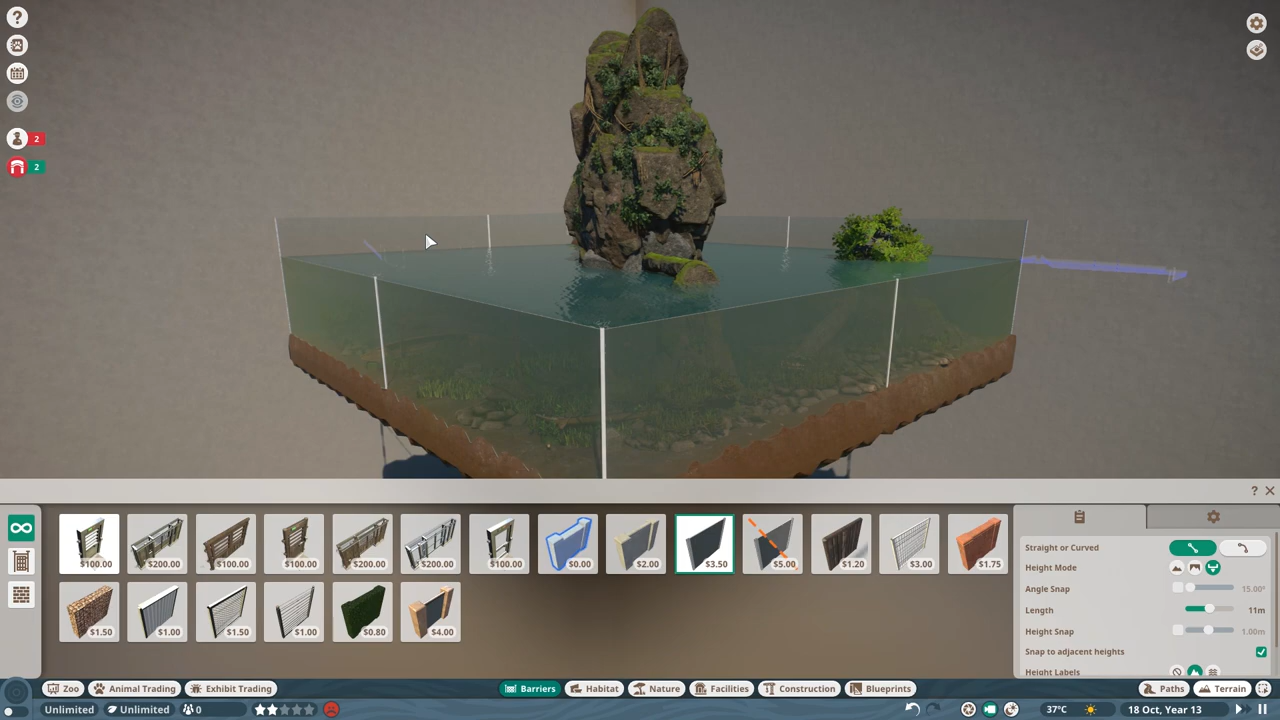 ?
2
2
? ×
$100.00 $200.00 $100.00 $100.00 $200.00 $200.00 $100.00 $0.00 $2.00 $3.50 $5.00 $1.20 $3.00 $1.75
$1.50 $1.00 $1.50 $1.00 $0.80 $4.00
Straight or Curved
Height Mode
Angle Snap 15.00°
Length 11m
Height Snap 1.00m
Snap to adjacent heights
Height Labels
Zoo Animal Trading Exhibit Trading Barriers Habitat Nature Facilities Construction Blueprints Paths Terrain
Unlimited Unlimited 0 37°C 18 Oct, Year 13